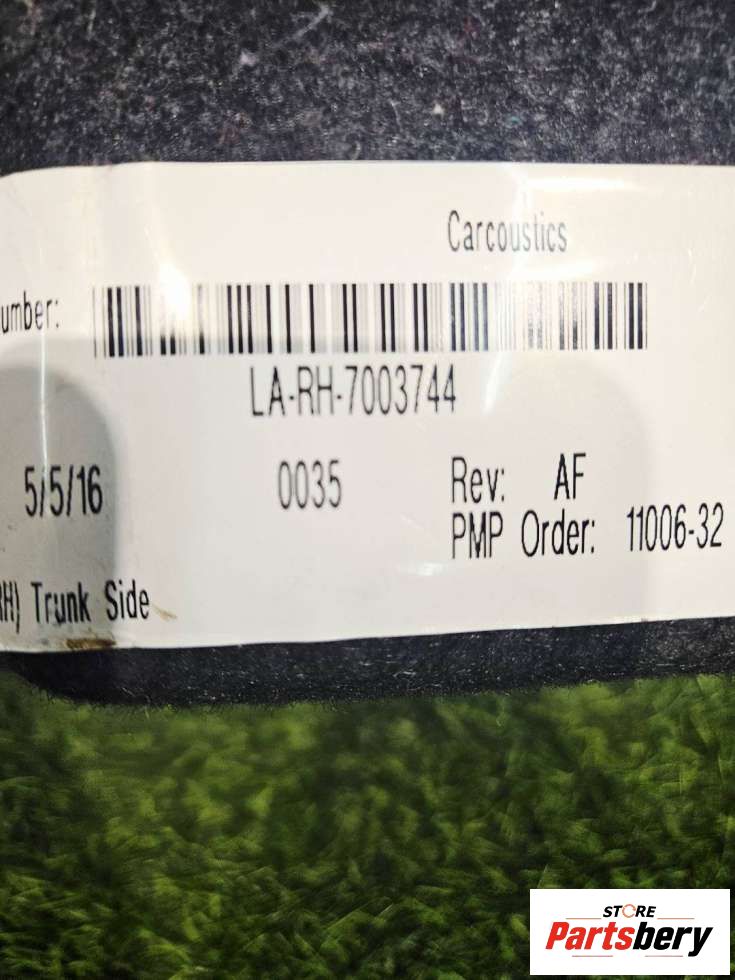 Carcoustics
umber:
LA-RH-7003744
5/5/16 0035 Rev: AF
PMP Order: 11006-32
RH) Trunk Side
STORE
Partsbery